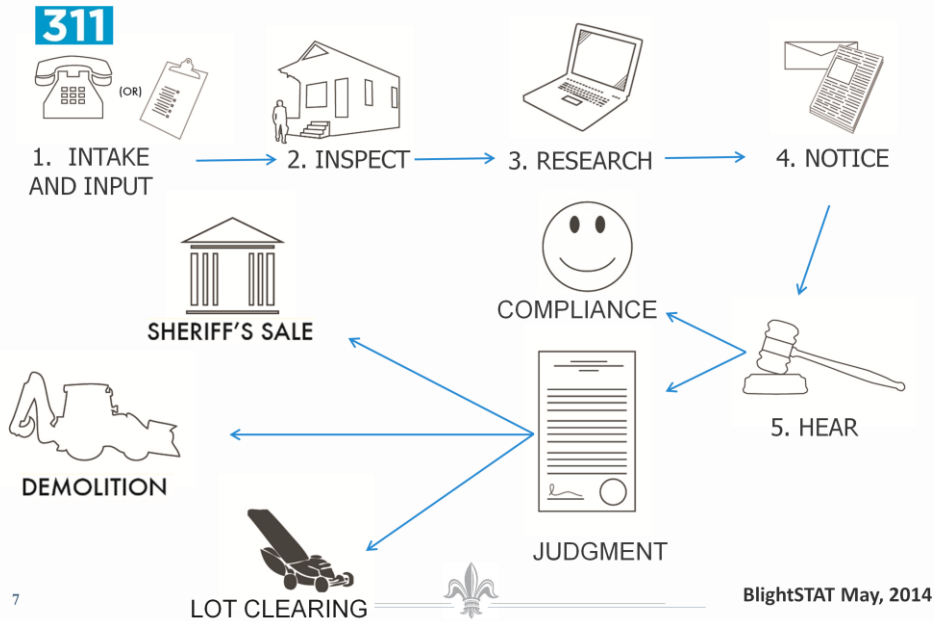 311
(OR)
1. INTAKE
AND INPUT
2. INSPECT
3. RESEARCH
4. NOTICE
COMPLIANCE
SHERIFF'S SALE
5. HEAR
DEMOLITION
JUDGMENT
LOT CLEARING
7
BlightSTAT May, 2014